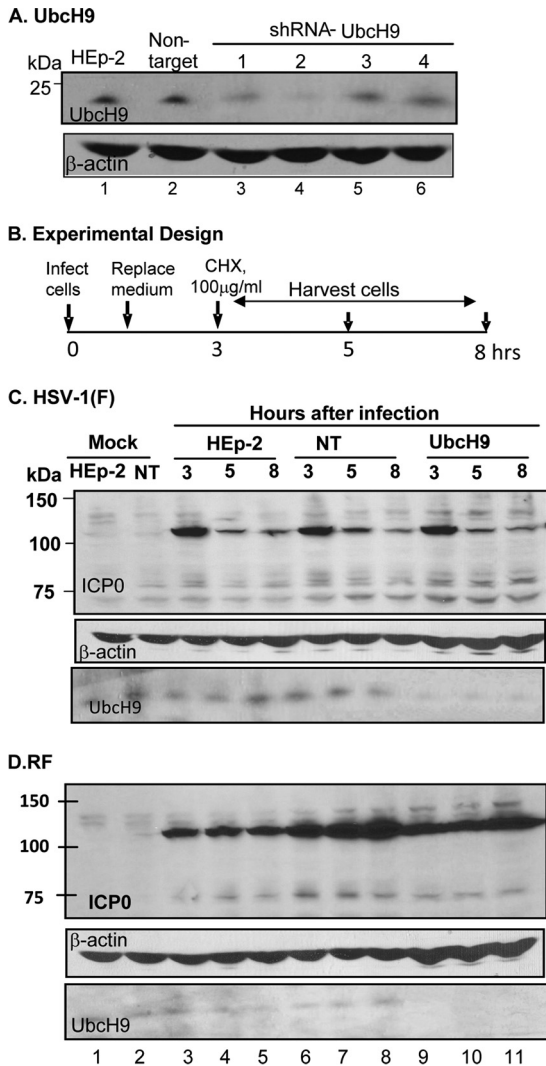 A. UbcH9
shRNA- UbcH9
Non-
target
kDa HEp-2 1 2 3 4
25
UbcH9
β-actin
1 2 3 4 5 6
B. Experimental Design
Infect
cells
Replace
medium
CHX,
100μg/ml
Harvest cells
0 3 5 8 hrs
C. HSV-1(F)
Hours after infection
Mock HEp-2 NT UbcH9
kDa HEp-2 NT 3 5 8 3 5 8 3 5 8
150
100
75
ICP0
β-actin
UbcH9
D.RF
150
100
75
ICP0
β-actin
UbcH9
1 2 3 4 5 6 7 8 9 10 11